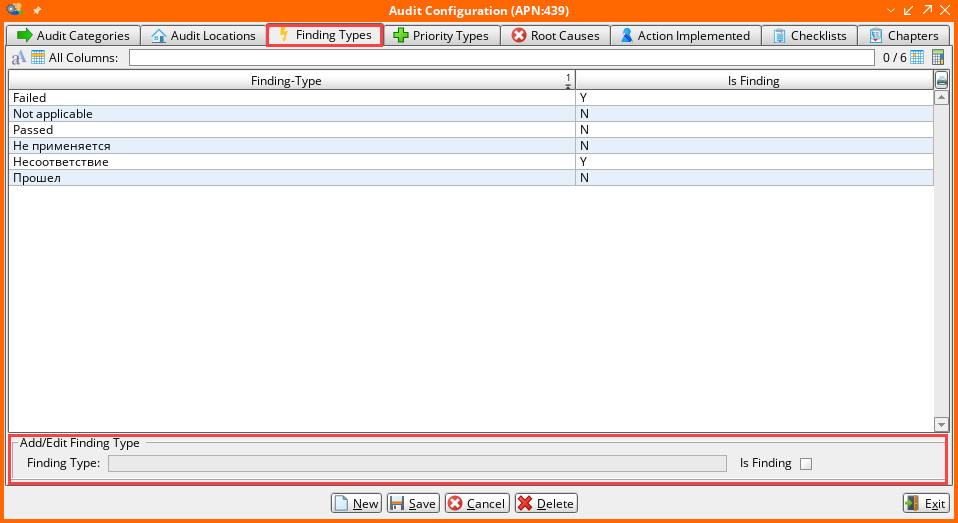 Audit Configuration (APN:439)
Audit Categories Audit Locations Finding Types Priority Types Root Causes Action Implemented Checklists Chapters
All Columns: 0 / 6
Finding-Type 1 Is Finding
Failed Y
Not applicable N
Passed N
Не применяется N
Несоответствие Y
Прошел N
Add/Edit Finding Type
Finding Type: Is Finding
New Save Cancel Delete Exit